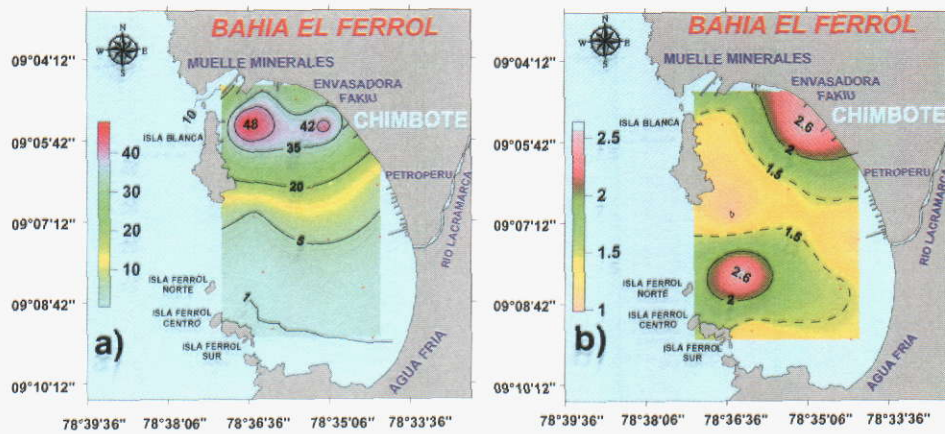 BAHIA EL FERROL
N
W E
S
MUELLE MINERALES
ENVASADORA
FAKIU
CHIMBOTE
ISLA BLANCA
10
48
42
35
20
5
1
PETROPERU
RIO LACRAMARCA
ISLA FERROL
NORTE
ISLA FERROL
CENTRO
ISLA FERROL
SUR
AGUA FRIA
a)
40
30
20
10
09°04'12"
09°05'42"
09°07'12"
09°08'42"
09°10'12"
78°39'36" 78°38'06" 78°36'36" 78°35'06" 78°33'36"
BAHIA EL FERROL
N
W E
S
MUELLE MINERALES
ENVASADORA
FAKIU
CHIMBOTE
ISLA BLANCA
2.6
2
1.5
1.5
2.6
2
PETROPERU
RIO LACRAMARCA
ISLA FERROL
NORTE
ISLA FERROL
CENTRO
ISLA FERROL
SUR
AGUA FRIA
b)
2.5
2
1.5
1
09°04'12"
09°05'42"
09°07'12"
09°08'42"
09°10'12"
78°39'36" 78°38'06" 78°36'36" 78°35'06" 78°33'36"